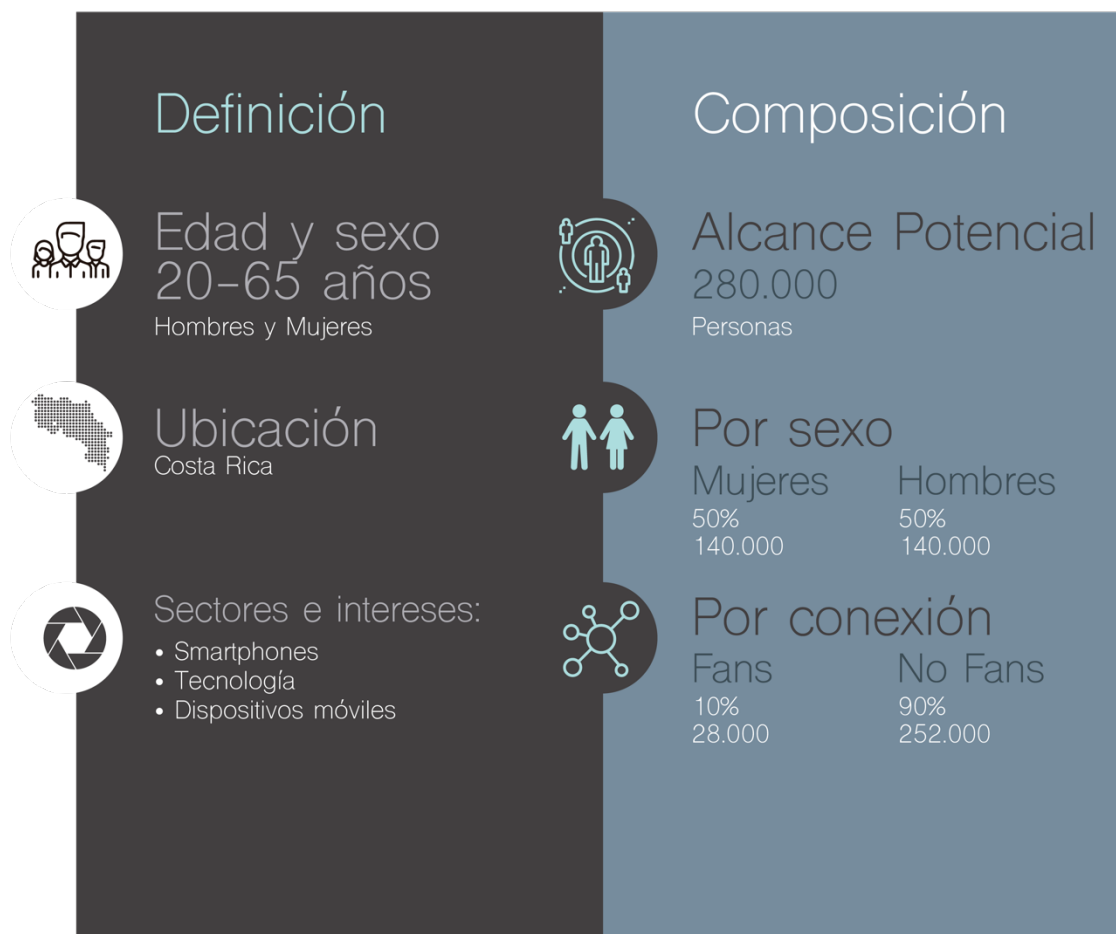 Definición
Edad y sexo
20-65 años
Hombres y Mujeres
Ubicación
Costa Rica
Sectores e intereses:
• Smartphones
• Tecnología
• Dispositivos móviles
Composición
Alcance Potencial
280.000
Personas
Por sexo
Mujeres Hombres
50% 50%
140.000 140.000
Por conexión
Fans No Fans
10% 90%
28.000 252.000